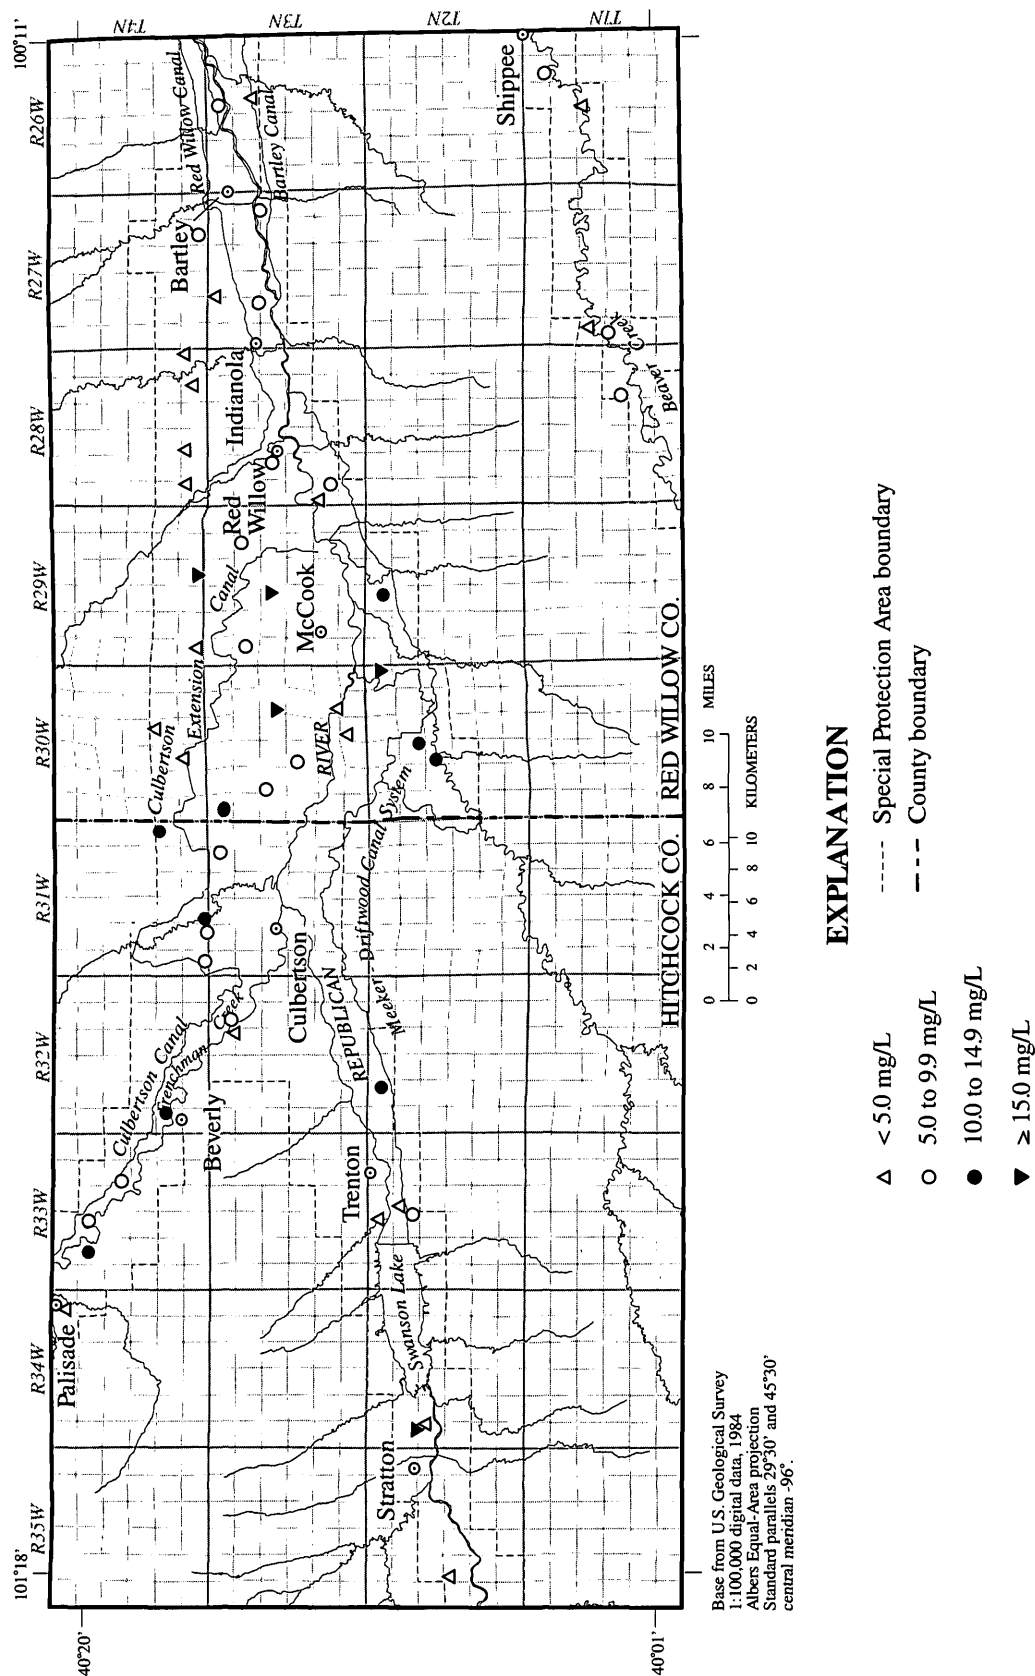 101°18'
R35W
R34W
R33W
R32W
R31W
R30W
R29W
R28W
R27W
R26W
100°11'
40°20'
40°01'
T4N
T3N
T2N
T1N
Palisade
Culbertson Canal
Frenchman
Creek
Beverly
Culbertson
Extension
Canal
Red
Willow
Indianola
Bartley
Red Willow Canal
Bartley Canal
McCook
Culbertson
REPUBLICAN
RIVER
Trenton
Meeker
Driftwood Canal System
Swanson Lake
Stratton
Shippee
Beaver
Creek
HITCHCOCK CO.
RED WILLOW CO.
Base from U.S. Geological Survey
1:100,000 digital data, 1984
Albers Equal-Area projection
Standard parallels 29°30' and 45°30'
central meridian -96°.
0 2 4 6 8 10 MILES
0 2 4 6 8 10 KILOMETERS
EXPLANATION
< 5.0 mg/L
5.0 to 9.9 mg/L
10.0 to 14.9 mg/L
≥ 15.0 mg/L
Special Protection Area boundary
County boundary